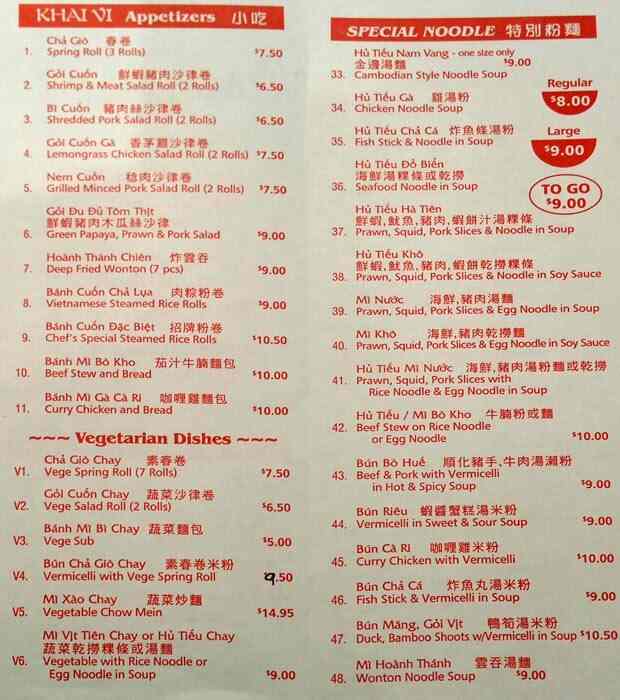 KHAI VI Appetizers 小吃
Chả Giò 春卷
1. Spring Roll (3 Rolls) $7.50
Gỏi Cuốn 鮮蝦豬肉沙律卷
2. Shrimp & Meat Salad Roll (2 Rolls) $6.50
Bì Cuốn 豬肉絲沙律卷
3. Shredded Pork Salad Roll (2 Rolls) $6.50
Gỏi Cuốn Gà 香茅雞沙律卷
4. Lemongrass Chicken Salad Roll (2 Rolls) $7.50
Nem Cuốn 稔肉沙律卷
5. Grilled Minced Pork Salad Roll (2 Rolls) $7.50
Gỏi Đu Đủ Tôm Thịt
鮮蝦豬肉木瓜絲沙律
6. Green Papaya, Prawn & Pork Salad $9.00
Hoành Thánh Chiên 炸雲吞
7. Deep Fried Wonton (7 pcs) $9.00
Bánh Cuốn Chả Lụa 肉粽粉卷
8. Vietnamese Steamed Rice Rolls $9.00
Bánh Cuốn Đặc Biệt 招牌粉卷
9. Chef's Special Steamed Rice Rolls $10.50
Bánh Mì Bò Kho 茄汁牛腩麵包
10. Beef Stew and Bread $10.00
Bánh Mì Gà Cà Ri 咖喱雞麵包
11. Curry Chicken and Bread $10.00
~~~ Vegetarian Dishes ~~~
Chả Giò Chay 素春卷
V1. Vege Spring Roll (7 Rolls) $7.50
Gỏi Cuốn Chay 蔬菜沙律卷
V2. Vege Salad Roll (2 Rolls) $6.50
Bánh Mì Bì Chay 蔬菜麵包
V3. Vege Sub $5.00
Bún Chả Giò Chay 素春卷米粉
V4. Vermicelli with Vege Spring Roll 9.50
Mì Xào Chay 蔬菜炒麵
V5. Vegetable Chow Mein $14.95
Mì Vịt Tiên Chay or Hủ Tiếu Chay
蔬菜乾撈粿條或湯麵
V6. Vegetable with Rice Noodle or
Egg Noodle in Soup $9.00
SPECIAL NOODLE 特別粉麵
Hủ Tiếu Nam Vang - one size only
金邊湯麵 $9.00
33. Cambodian Style Noodle Soup
Regular
$8.00
Large
$9.00
TO GO
$9.00
Hủ Tiếu Gà 雞湯粉
34. Chicken Noodle Soup
Hủ Tiếu Chả Cá 炸魚條湯粉
35. Fish Stick & Noodle in Soup
Hủ Tiếu Đồ Biển
海鮮湯粿條或乾撈
36. Seafood Noodle in Soup
Hủ Tiếu Hà Tiên
鮮蝦,魷魚,豬肉,蝦餅汁湯粿條
37. Prawn, Squid, Pork Slices & Noodle in Soup
Hủ Tiếu Khô
鮮蝦,魷魚,豬肉,蝦餅乾撈粿條
38. Prawn, Squid, Pork Slices & Noodle in Soy Sauce
Mì Nước 海鮮,豬肉湯麵
39. Prawn, Squid, Pork Slices & Egg Noodle in Soup
Mì Khô 海鮮,豬肉乾撈麵
40. Prawn, Squid, Pork Slices & Egg Noodle in Soy Sauce
Hủ Tiếu Mì Nước 海鮮,豬肉湯粉麵或乾撈
41. Prawn, Squid, Pork Slices with
Rice Noodle & Egg Noodle in Soup
Hủ Tiếu / Mì Bò Kho 牛腩粉或麵
42. Beef Stew on Rice Noodle
or Egg Noodle $10.00
Bún Bò Huế 順化豬手,牛肉湯瀨粉
43. Beef & Pork with Vermicelli
in Hot & Spicy Soup $9.00
Bún Riêu 蝦醬蟹糕湯米粉
44. Vermicelli in Sweet & Sour Soup $9.00
Bún Cà Ri 咖喱雞米粉
45. Curry Chicken with Vermicelli $10.00
Bún Chả Cá 炸魚丸湯米粉
46. Fish Stick & Vermicelli in Soup $9.00
Bún Măng, Gỏi Vịt 鴨筍湯米粉
47. Duck, Bamboo Shoots w/Vermicelli in Soup $10.50
Mì Hoành Thánh 雲吞湯麵
48. Wonton Noodle Soup $9.00